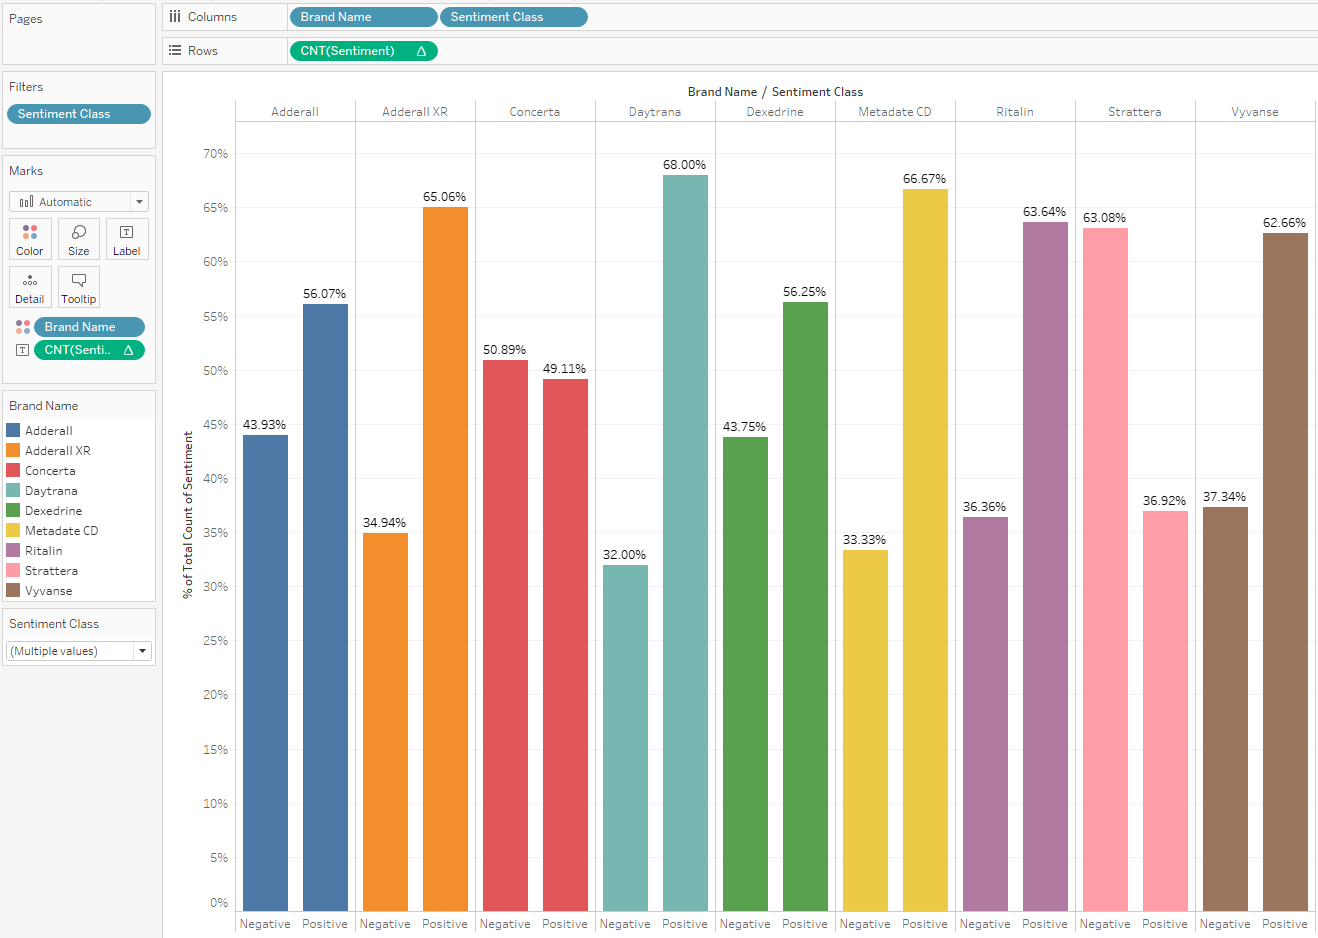 Pages
Columns
Brand Name
Sentiment Class
Rows
CNT(Sentiment) Δ
Filters
Sentiment Class
Marks
Automatic
Color
Size
Label
Detail
Tooltip
Brand Name
CNT(Senti.. Δ
Brand Name
Adderall
Adderall XR
Concerta
Daytrana
Dexedrine
Metadate CD
Ritalin
Strattera
Vyvanse
Sentiment Class
(Multiple values)
Brand Name / Sentiment Class
Adderall Adderall XR Concerta Daytrana Dexedrine Metadate CD Ritalin Strattera Vyvanse
% of Total Count of Sentiment
70%
65%
60%
55%
50%
45%
40%
35%
30%
25%
20%
15%
10%
5%
0%
43.93% 56.07%
34.94% 65.06%
50.89% 49.11%
32.00% 68.00%
43.75% 56.25%
33.33% 66.67%
36.36% 63.64%
63.08% 36.92%
37.34% 62.66%
Negative Positive Negative Positive Negative Positive Negative Positive Negative Positive Negative Positive Negative Positive Negative Positive Negative Positive